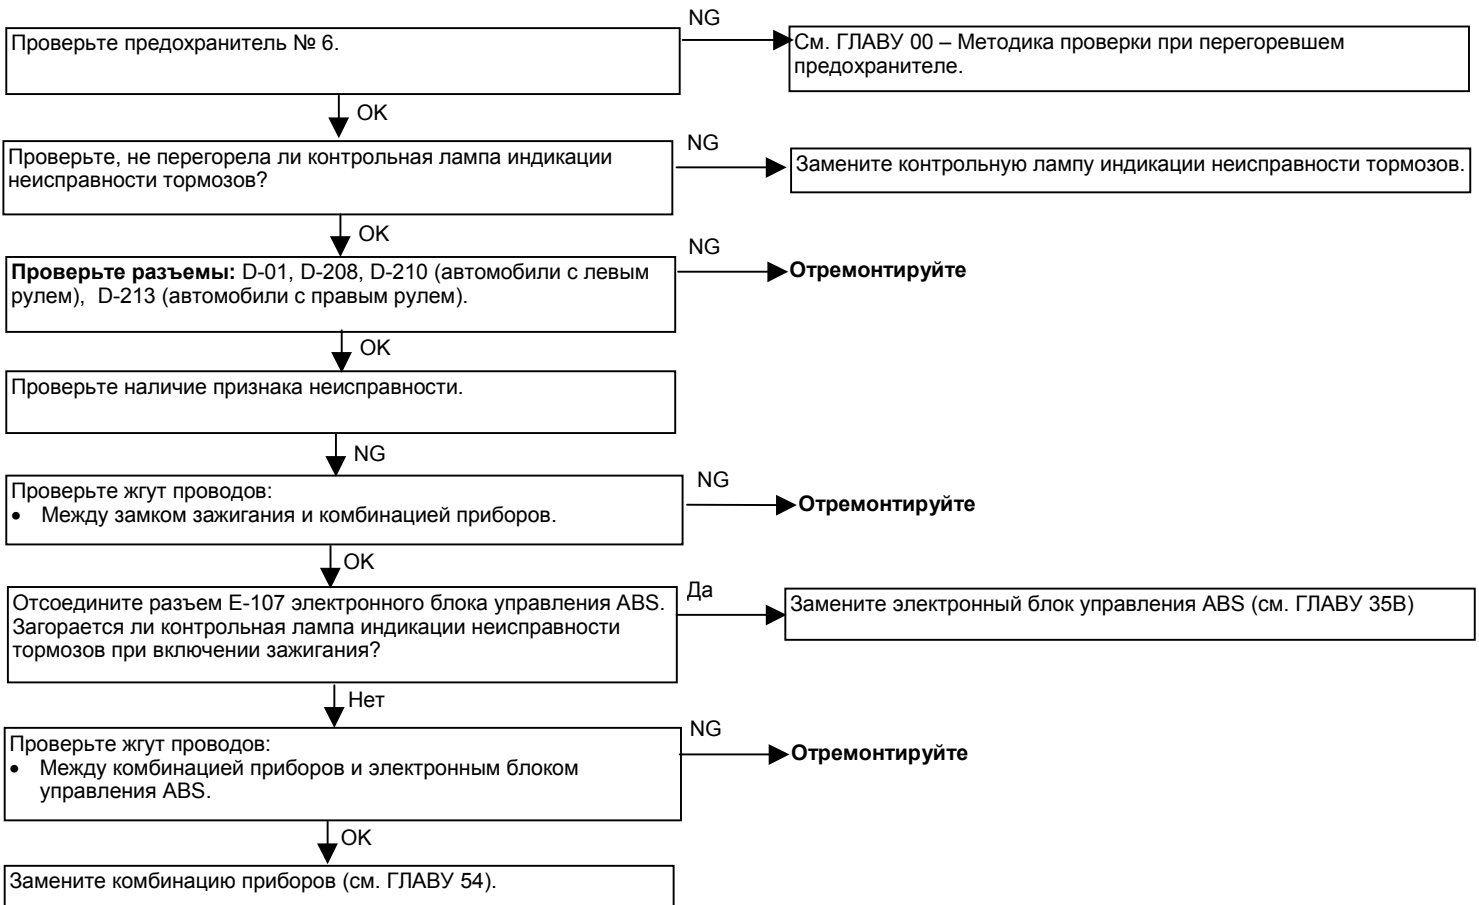 NG
Проверьте предохранитель № 6.
См. ГЛАВУ 00 – Методика проверки при перегоревшем
предохранителе.
OK
Проверьте, не перегорела ли контрольная лампа индикации
неисправности тормозов?
NG
Замените контрольную лампу индикации неисправности тормозов.
OK
Проверьте разъемы: D-01, D-208, D-210 (автомобили с левым
рулем), D-213 (автомобили с правым рулем).
NG
Отремонтируйте
OK
Проверьте наличие признака неисправности.
NG
Проверьте жгут проводов:
• Между замком зажигания и комбинацией приборов.
NG
Отремонтируйте
OK
Отсоедините разъем E-107 электронного блока управления ABS.
Загорается ли контрольная лампа индикации неисправности
тормозов при включении зажигания?
Да
Замените электронный блок управления ABS (см. ГЛАВУ 35B)
Нет
Проверьте жгут проводов:
• Между комбинацией приборов и электронным блоком
управления ABS.
NG
Отремонтируйте
OK
Замените комбинацию приборов (см. ГЛАВУ 54).